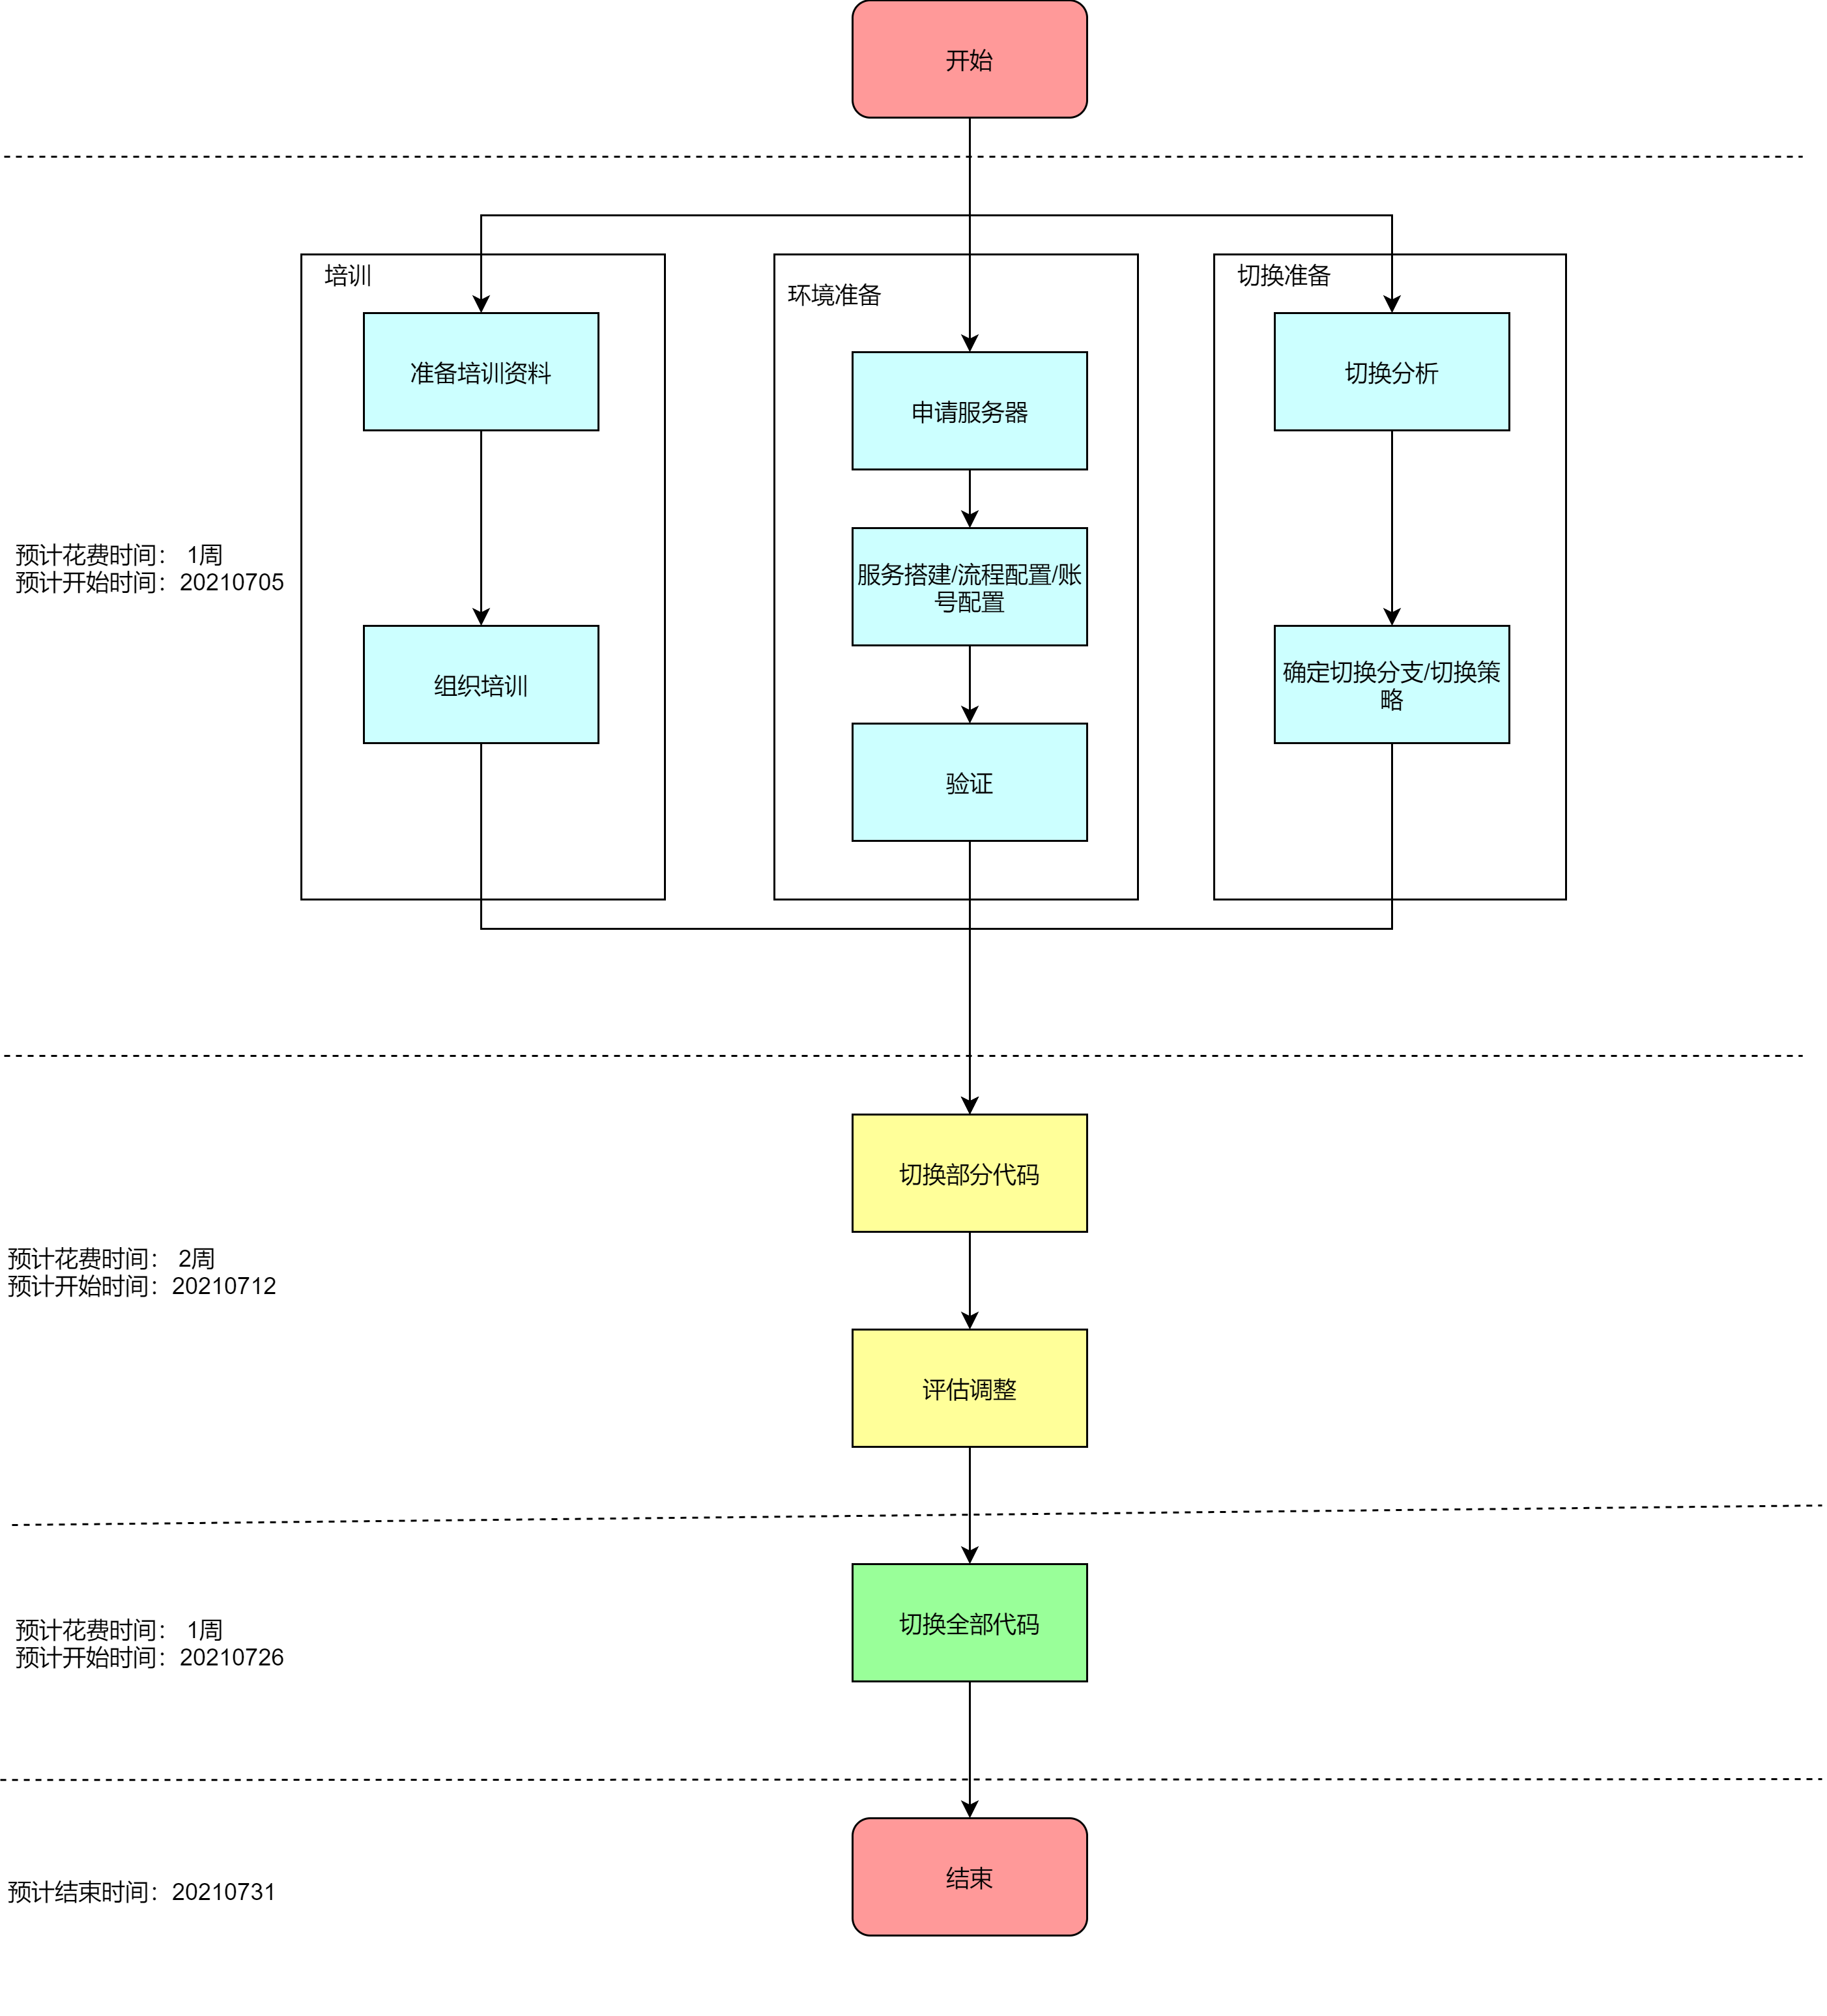 开始
培训
环境准备
切换准备
准备培训资料
申请服务器
切换分析
预计花费时间： 1周
预计开始时间：20210705
服务搭建/流程配置/账
号配置
组织培训
确定切换分支/切换策
略
验证
切换部分代码
预计花费时间： 2周
预计开始时间：20210712
评估调整
切换全部代码
预计花费时间： 1周
预计开始时间：20210726
结束
预计结束时间：20210731